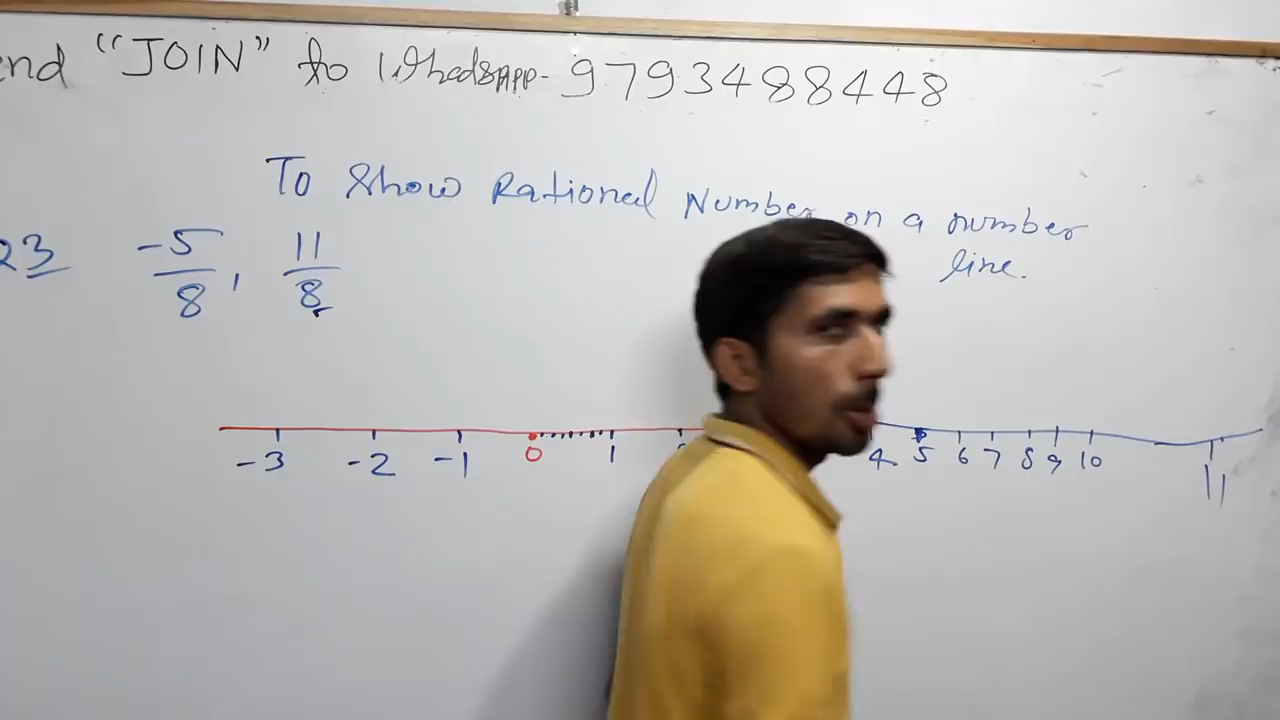 end "JOIN" to Whatsapp- 9793488448
To Show Rational Number on a number
line.
23 -5/8, 11/8
-3 -2 -1 0 1 4 5 6 7 8 9 10 11